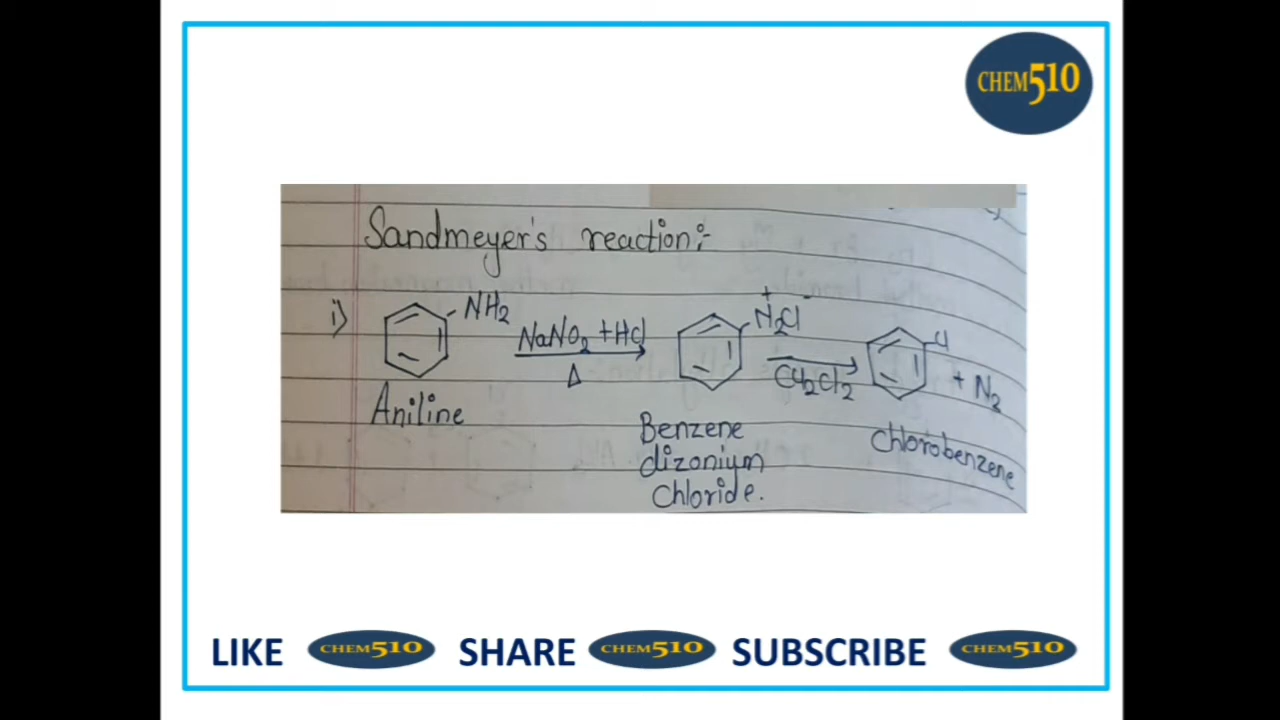 CHEM510
Sandmeyer's reaction:-
i)
NH2
NaNO2 + HCl
Δ
+
N2Cl-
CU2Cl2
Cl
+ N2
Aniline
Benzene
dizonium
Chloride.
Chlorobenzene
LIKE CHEM510 SHARE CHEM510 SUBSCRIBE CHEM510